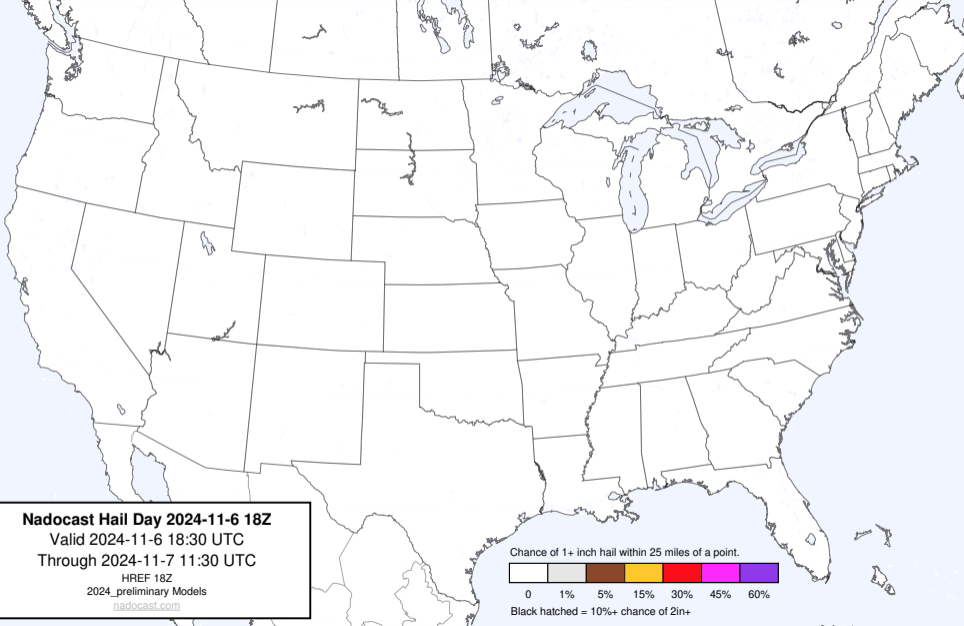 Nadocast Hail Day 2024-11-6 18Z
Valid 2024-11-6 18:30 UTC
Through 2024-11-7 11:30 UTC
HREF 18Z
2024_preliminary Models
nadocast.com
Chance of 1+ inch hail within 25 miles of a point.
0 1% 5% 15% 30% 45% 60%
Black hatched = 10%+ chance of 2in+